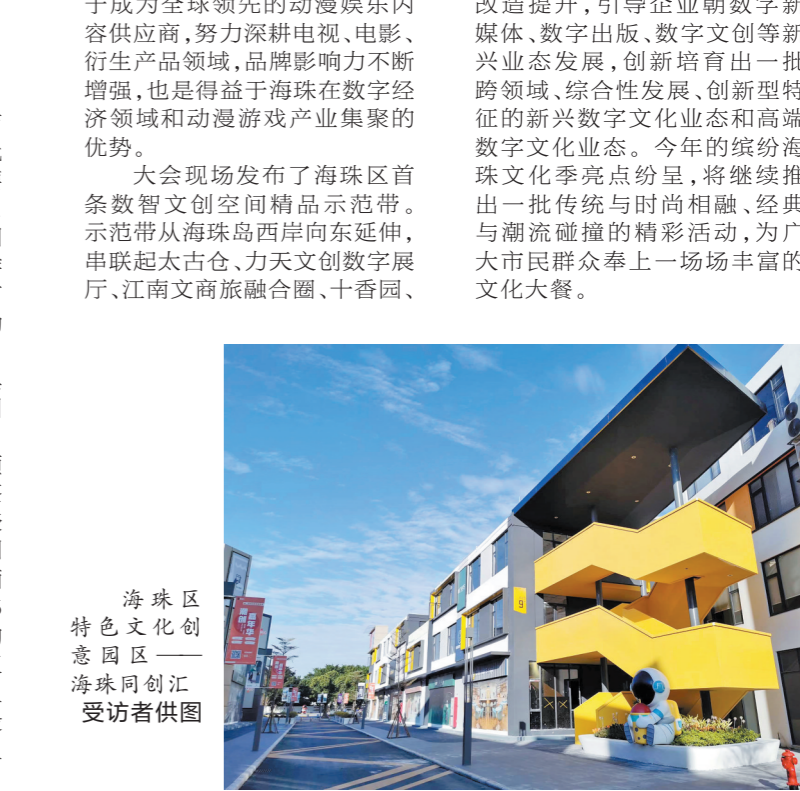 于成为全球领先的动漫娱乐内
容供应商，努力深耕电视、电影、
衍生产品领域，品牌影响力不断
增强，也是得益于海珠在数字经
济领域和动漫游戏产业集聚的
优势。
大会现场发布了海珠区首
条数智文创空间精品示范带。
示范带从海珠岛西岸向东延伸，
串联起太古仓、力天文创数字展
厅、江南文商旅融合圈、十香园、
改造提升，引导企业朝数字新
媒体、数字出版、数字文创等新
兴业态发展，创新培育出一批
跨领域、综合性发展、创新型特
征的新兴数字文化业态和高端
数字文化业态。今年的缤纷海
珠文化季亮点纷呈，将继续推
出一批传统与时尚相融、经典
与潮流碰撞的精彩活动，为广
大市民群众奉上一场场丰富的
文化大餐。
海珠区
特色文化创
意园区——
海珠同创汇
受访者供图
9
嘉年华